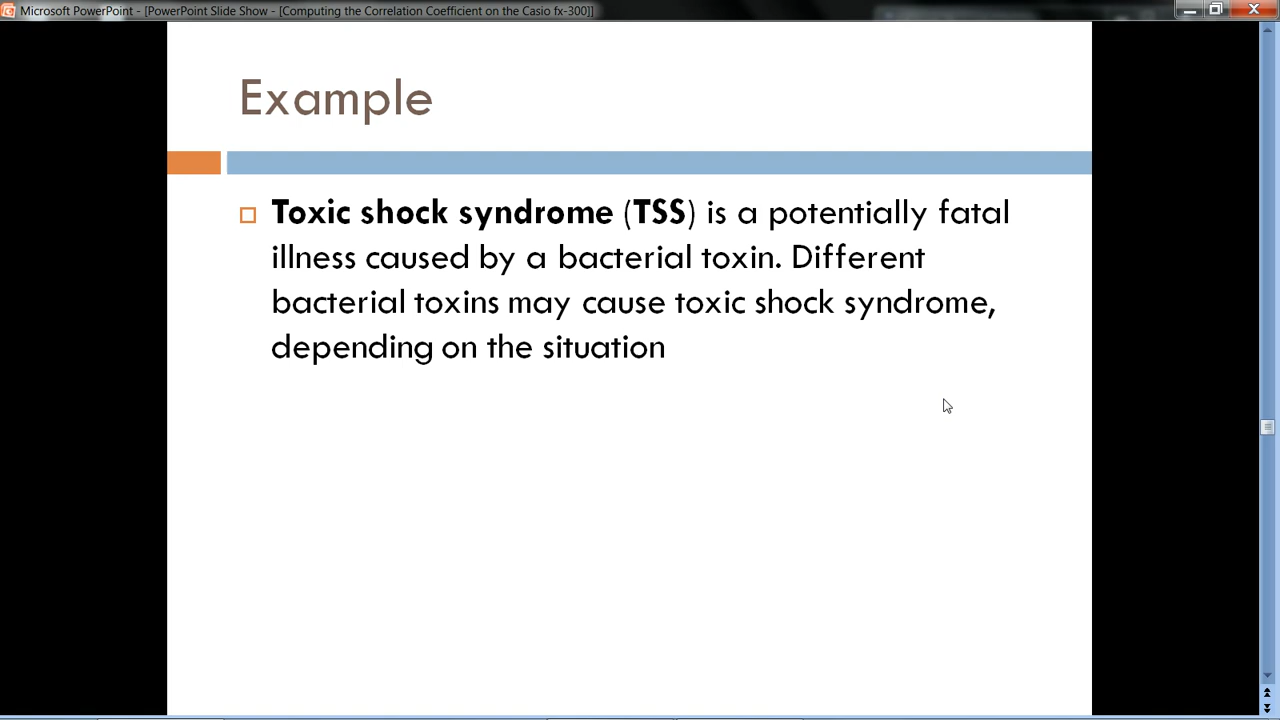 Microsoft PowerPoint - [PowerPoint Slide Show - [Computing the Correlation Coefficient on the Casio fx-300]]
Example
Toxic shock syndrome (TSS) is a potentially fatal
illness caused by a bacterial toxin. Different
bacterial toxins may cause toxic shock syndrome,
depending on the situation